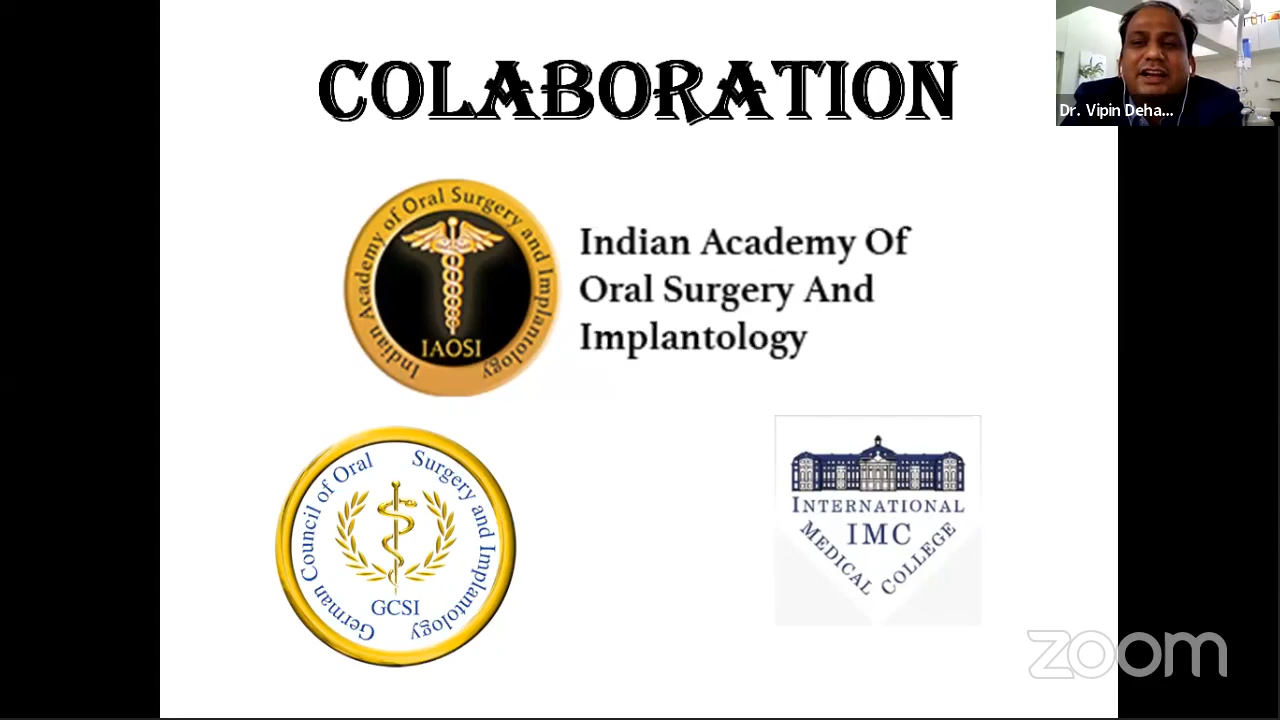 COLABORATION
Dr. Vipin Deha...
Indian Academy of Oral Surgery and Implantology
IAOSI
Indian Academy Of
Oral Surgery And
Implantology
German Council of Oral Surgery and Implantology
GCSI
INTERNATIONAL
IMC
MEDICAL COLLEGE
zoom